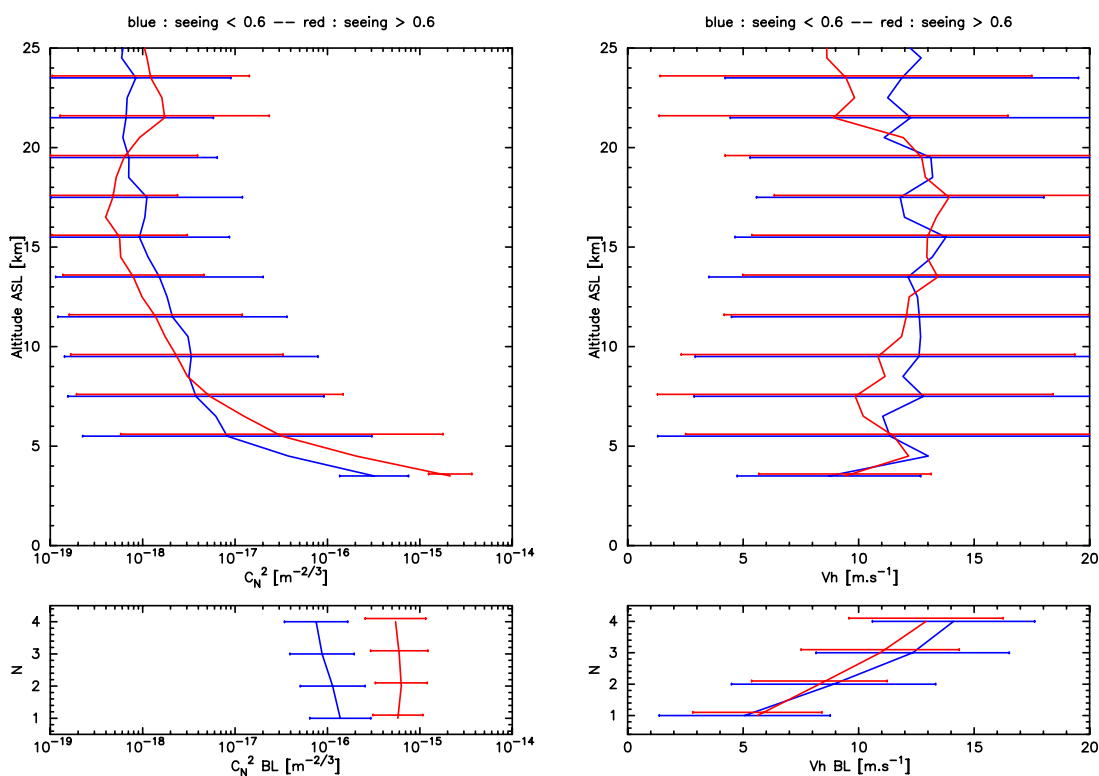 blue : seeing < 0.6 –– red : seeing > 0.6
25
20
15
10
5
0
Altitude ASL [km]
10⁻¹⁹ 10⁻¹⁸ 10⁻¹⁷ 10⁻¹⁶ 10⁻¹⁵ 10⁻¹⁴
C_N² [m⁻²/³]
blue : seeing < 0.6 –– red : seeing > 0.6
25
20
15
10
5
0
Altitude ASL [km]
0 5 10 15 20
Vh [m.s⁻¹]
4
3
2
1
N
10⁻¹⁹ 10⁻¹⁸ 10⁻¹⁷ 10⁻¹⁶ 10⁻¹⁵ 10⁻¹⁴
C_N² BL [m⁻²/³]
4
3
2
1
N
0 5 10 15 20
Vh BL [m.s⁻¹]